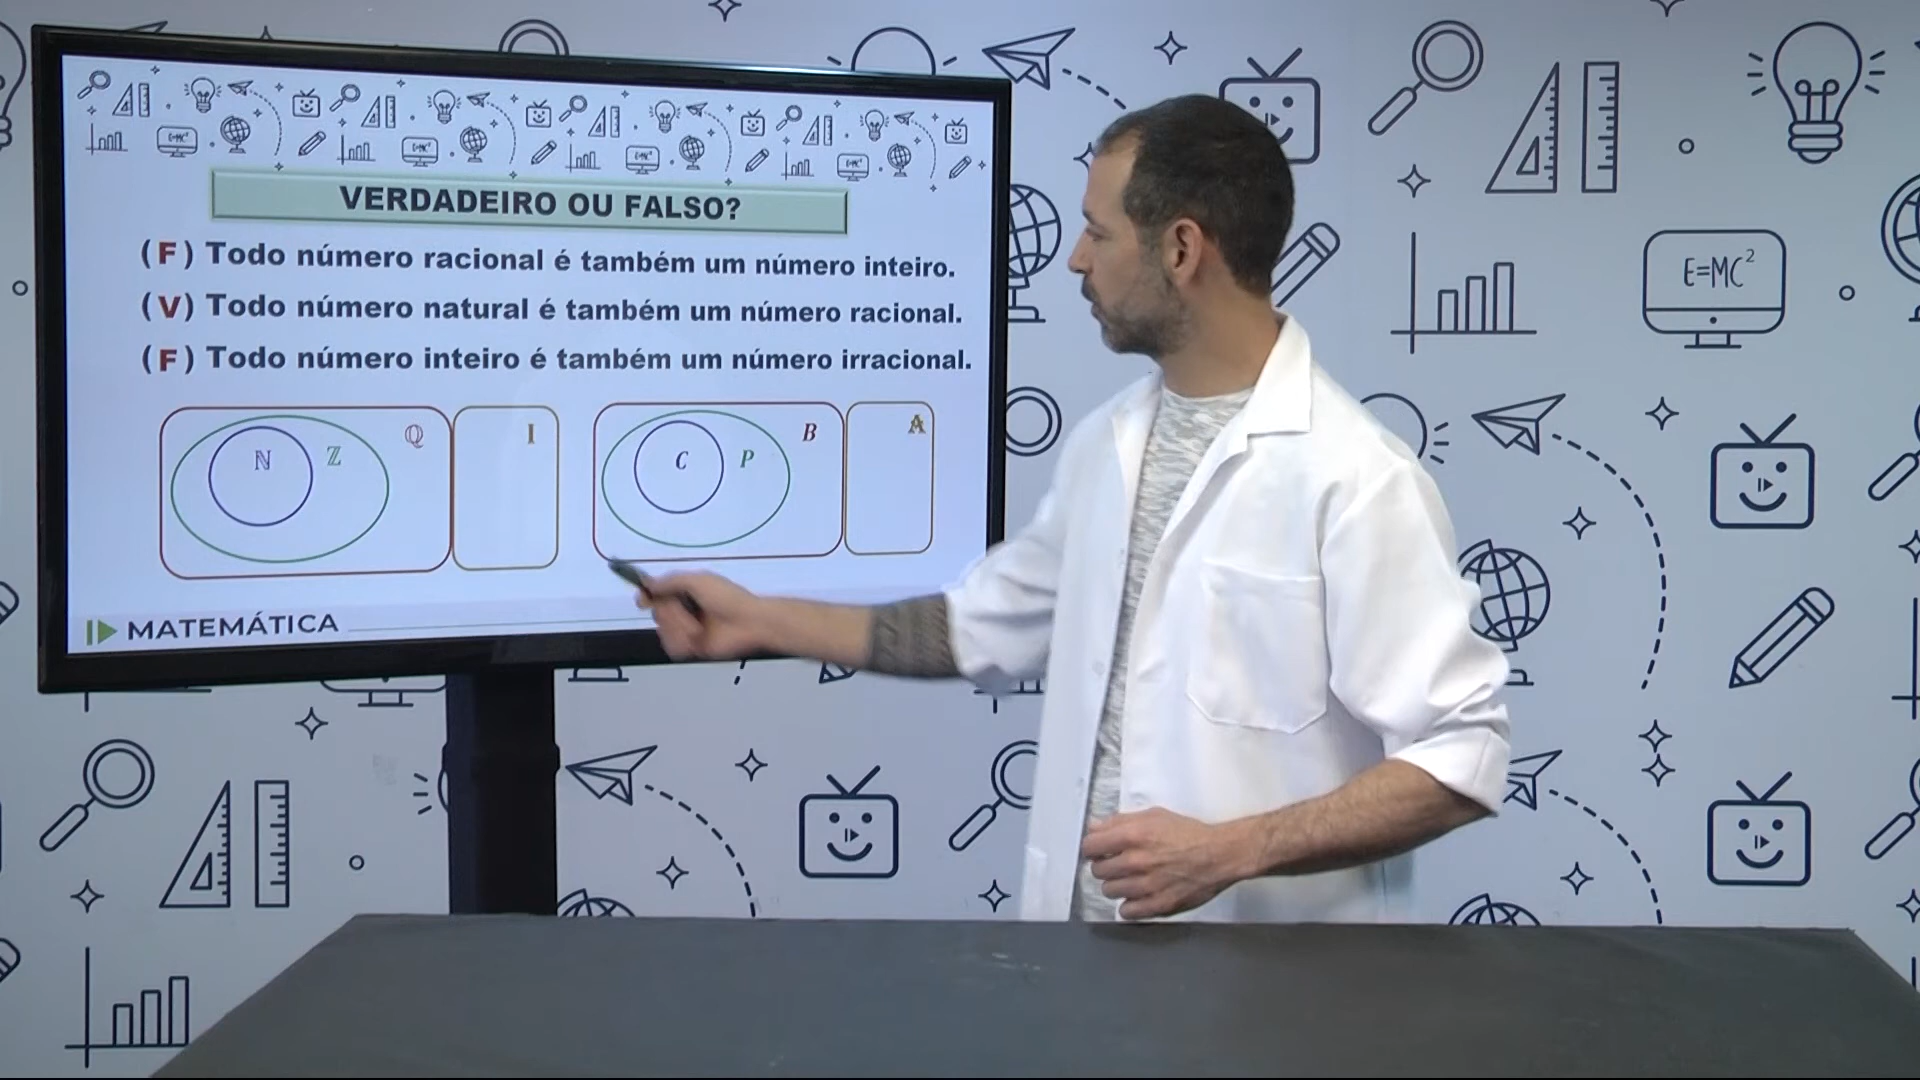 VERDADEIRO OU FALSO?
(F) Todo número racional é também um número inteiro.
(V) Todo número natural é também um número racional.
(F) Todo número inteiro é também um número irracional.
ℕ ℤ ℚ I C P B A
MATEMÁTICA
E=MC²